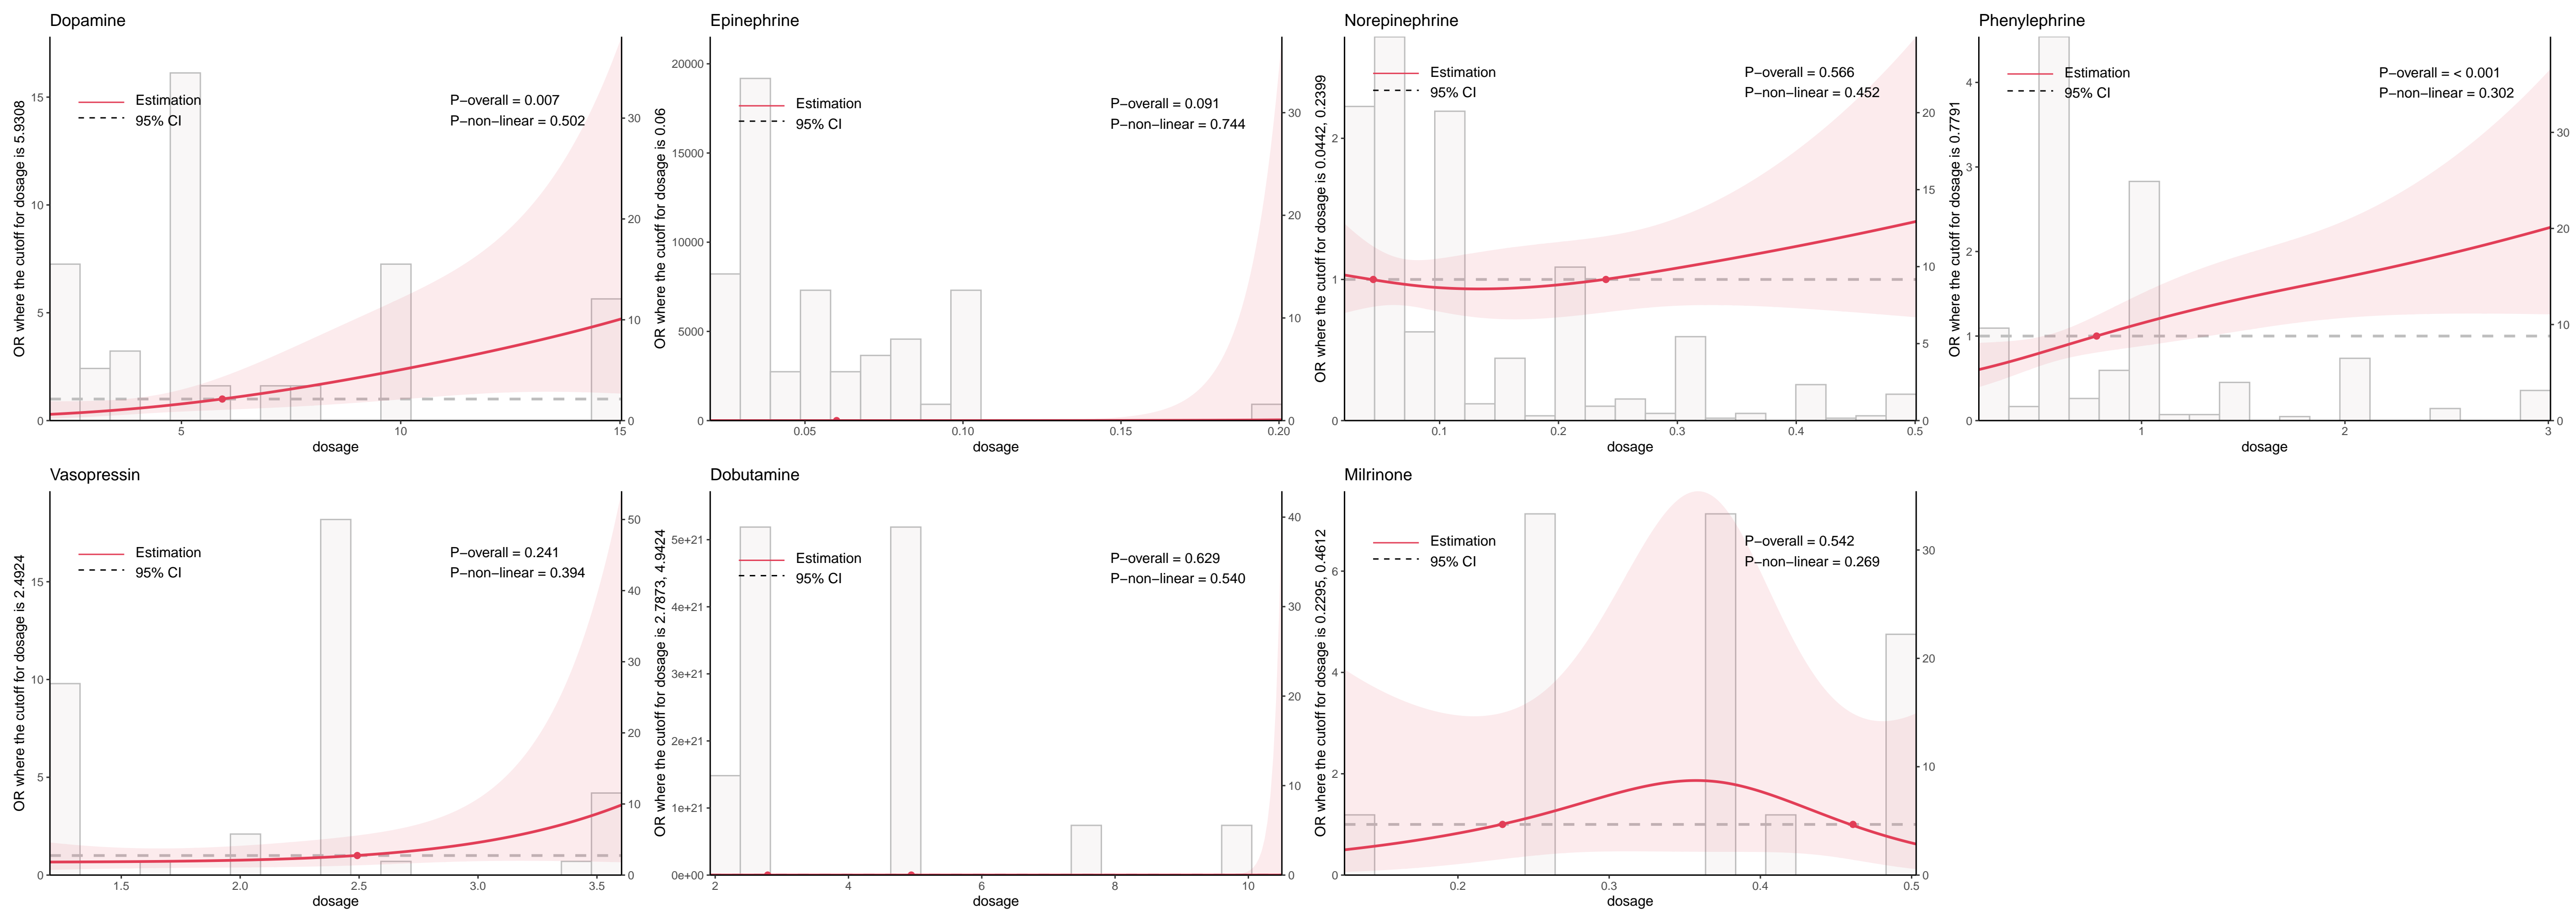 Dopamine
OR where the cutoff for dosage is 5.9308
15
10
5
0
Estimation
95% CI
P−overall = 0.007
P−non−linear = 0.502
30
20
10
0
5
10
15
dosage
Epinephrine
OR where the cutoff for dosage is 0.06
20000
15000
10000
5000
0
Estimation
95% CI
P−overall = 0.091
P−non−linear = 0.744
30
20
10
0
0.05
0.10
0.15
0.20
dosage
Norepinephrine
OR where the cutoff for dosage is 0.0442, 0.2399
2
1
0
Estimation
95% CI
P−overall = 0.566
P−non−linear = 0.452
20
15
10
5
0
0.1
0.2
0.3
0.4
0.5
dosage
Phenylephrine
OR where the cutoff for dosage is 0.7791
4
3
2
1
0
Estimation
95% CI
P−overall = < 0.001
P−non−linear = 0.302
30
20
10
0
1
2
3
dosage
Vasopressin
OR where the cutoff for dosage is 2.4924
15
10
5
0
Estimation
95% CI
P−overall = 0.241
P−non−linear = 0.394
50
40
30
20
10
0
1.5
2.0
2.5
3.0
3.5
dosage
Dobutamine
OR where the cutoff for dosage is 2.7873, 4.9424
5e+21
4e+21
3e+21
2e+21
1e+21
0e+00
Estimation
95% CI
P−overall = 0.629
P−non−linear = 0.540
40
30
20
10
0
2
4
6
8
10
dosage
Milrinone
OR where the cutoff for dosage is 0.2295, 0.4612
6
4
2
0
Estimation
95% CI
P−overall = 0.542
P−non−linear = 0.269
30
20
10
0
0.2
0.3
0.4
0.5
dosage